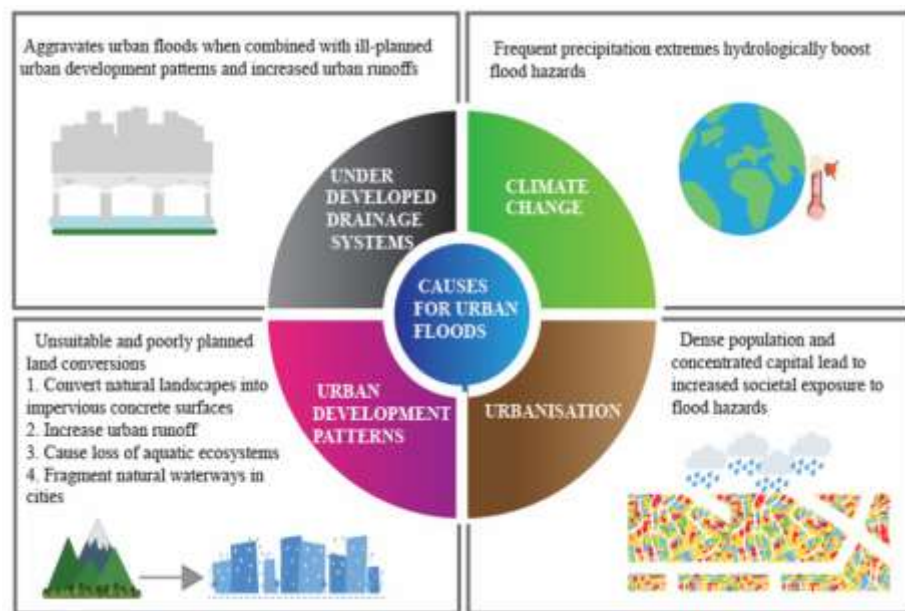 Aggravates urban floods when combined with ill-planned
urban development patterns and increased urban runoffs
Frequent precipitation extremes hydrologically boost
flood hazards
UNDER
DEVELOPED
DRAINAGE
SYSTEMS
CLIMATE
CHANGE
CAUSES
FOR URBAN
FLOODS
Unsuitable and poorly planned
land conversions
1. Convert natural landscapes into
impervious concrete surfaces
2. Increase urban runoff
3. Cause loss of aquatic ecosystems
4. Fragment natural waterways in
cities
URBAN
DEVELOPMENT
PATTERNS
URBANISATION
Dense population and
concentrated capital lead to
increased societal exposure to
flood hazards